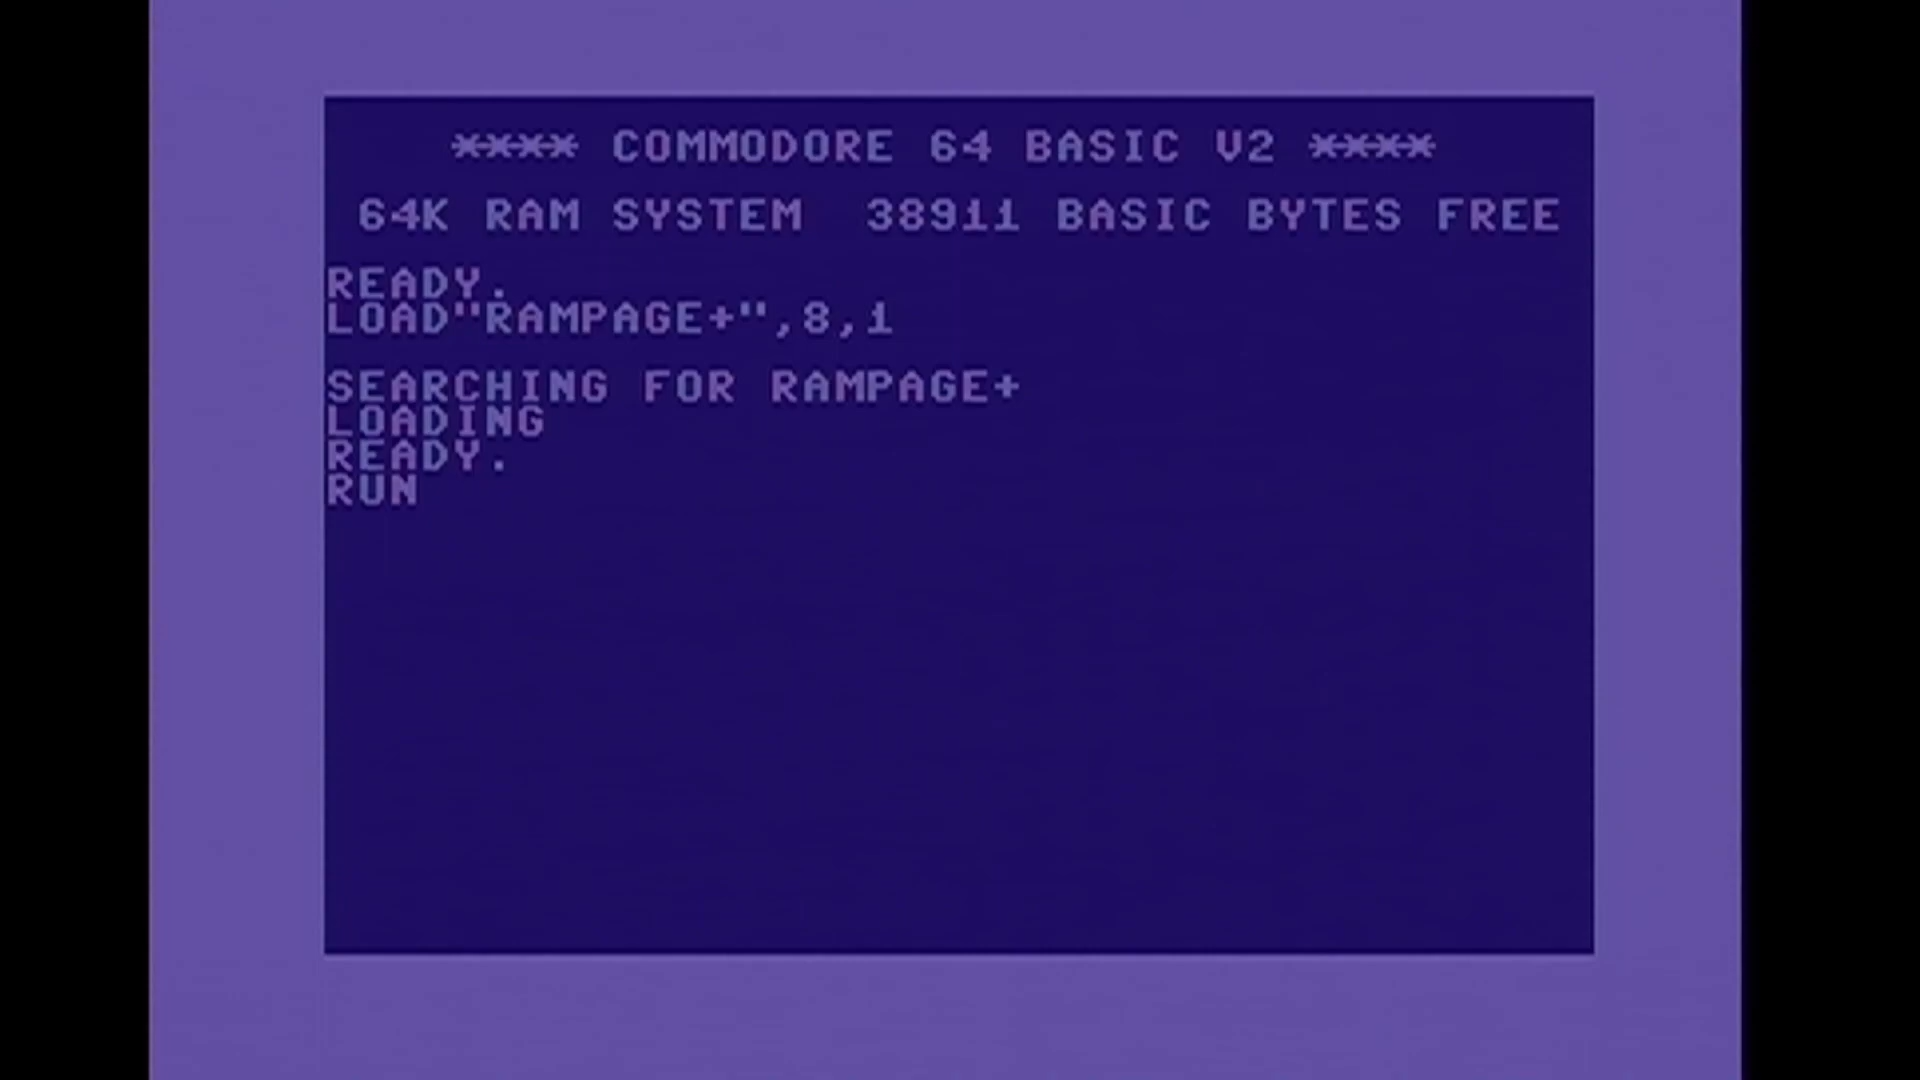 **** COMMODORE 64 BASIC V2 ****
64K RAM SYSTEM  38911 BASIC BYTES FREE
READY.
LOAD"RAMPAGE+",8,1
SEARCHING FOR RAMPAGE+
LOADING
READY.
RUN